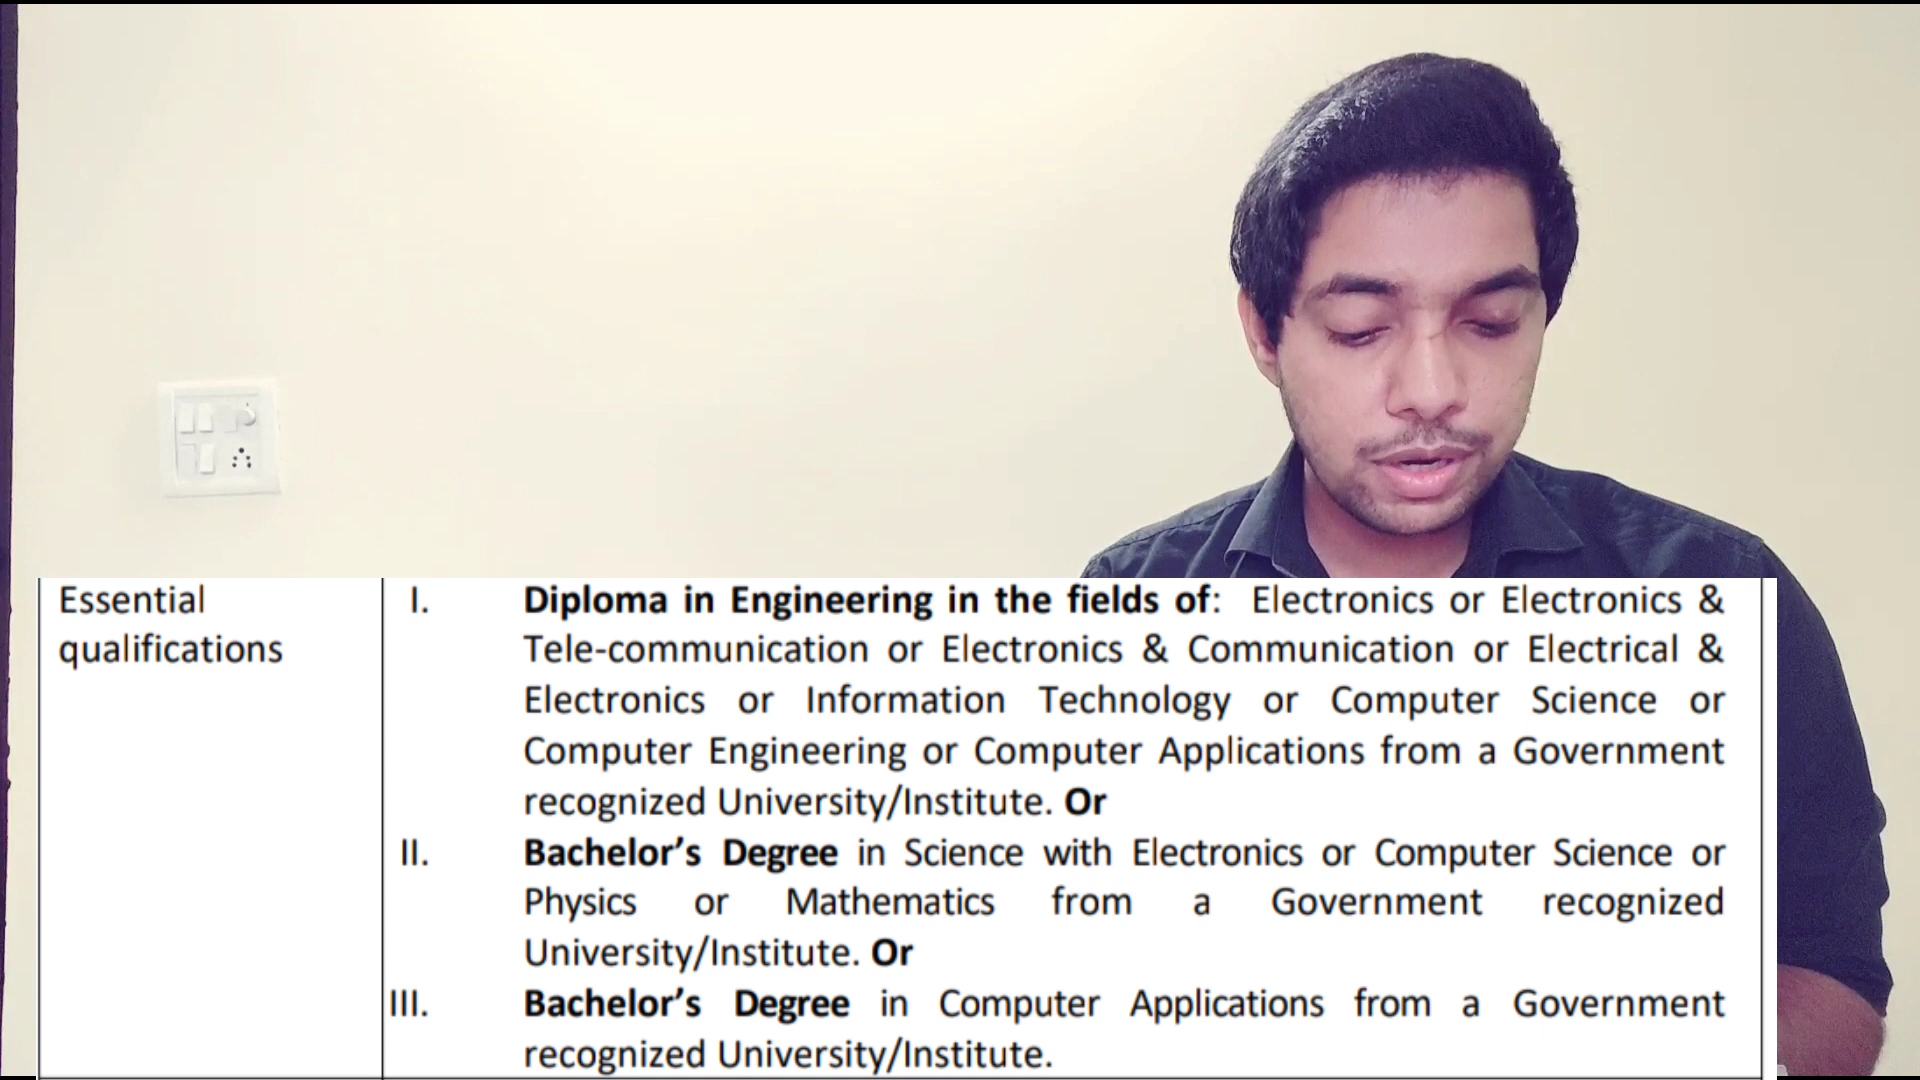 Essential
qualifications
I. Diploma in Engineering in the fields of: Electronics or Electronics &
Tele-communication or Electronics & Communication or Electrical &
Electronics or Information Technology or Computer Science or
Computer Engineering or Computer Applications from a Government
recognized University/Institute. Or
II. Bachelor’s Degree in Science with Electronics or Computer Science or
Physics or Mathematics from a Government recognized
University/Institute. Or
III. Bachelor’s Degree in Computer Applications from a Government
recognized University/Institute.